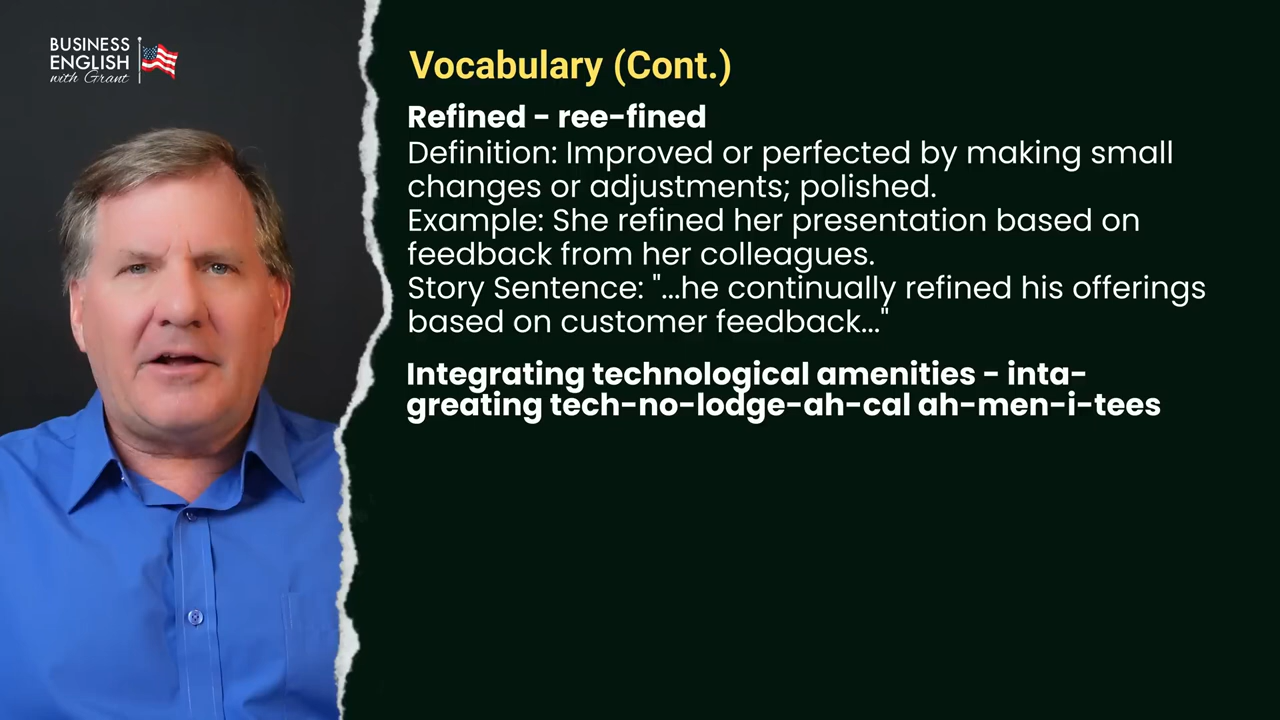 BUSINESS
ENGLISH
with Grant
Vocabulary (Cont.)
Refined - ree-fined
Definition: Improved or perfected by making small
changes or adjustments; polished.
Example: She refined her presentation based on
feedback from her colleagues.
Story Sentence: "...he continually refined his offerings
based on customer feedback..."
Integrating technological amenities - inta-
greating tech-no-lodge-ah-cal ah-men-i-tees